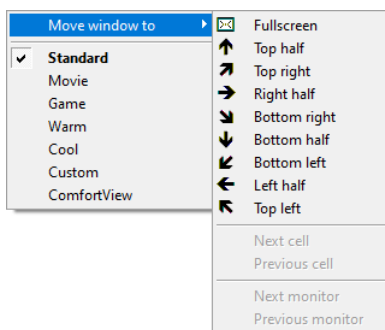 Move window to
Standard
Movie
Game
Warm
Cool
Custom
ComfortView
Fullscreen
Top half
Top right
Right half
Bottom right
Bottom half
Bottom left
Left half
Top left
Next cell
Previous cell
Next monitor
Previous monitor